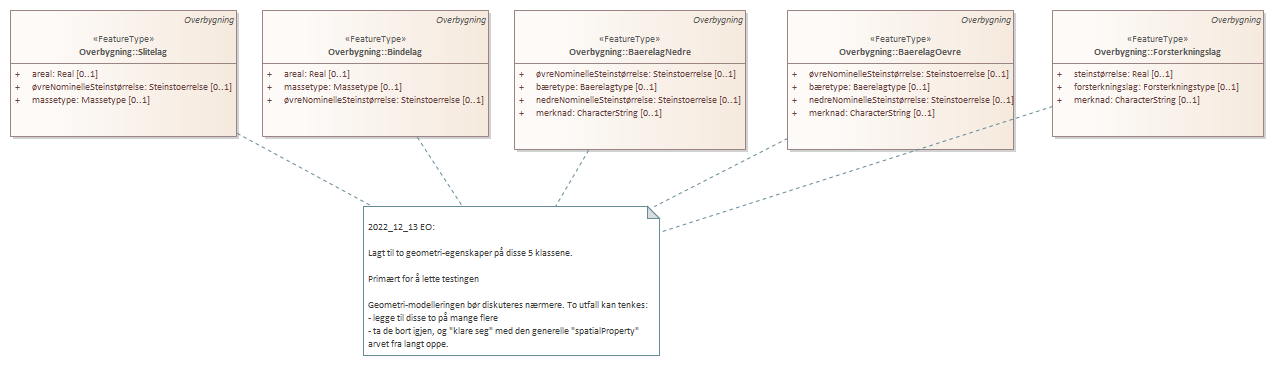 Overbygning
«FeatureType»
Overbygning::Slitelag
+ areal: Real [0..1]
+ øvreNominelleSteinstørrelse: Steinstoerrelse [0..1]
+ massetype: Massetype [0..1]
Overbygning
«FeatureType»
Overbygning::Bindelag
+ areal: Real [0..1]
+ massetype: Massetype [0..1]
+ øvreNominelleSteinstørrelse: Steinstoerrelse [0..1]
Overbygning
«FeatureType»
Overbygning::BaerelagNedre
+ øvreNominelleSteinstørrelse: Steinstoerrelse [0..1]
+ bæretype: Baerelagtype [0..1]
+ nedreNominelleSteinstørrelse: Steinstoerrelse [0..1]
+ merknad: CharacterString [0..1]
Overbygning
«FeatureType»
Overbygning::BaerelagOevre
+ øvreNominelleSteinstørrelse: Steinstoerrelse [0..1]
+ bæretype: Baerelagtype [0..1]
+ nedreNominelleSteinstørrelse: Steinstoerrelse [0..1]
+ merknad: CharacterString [0..1]
Overbygning
«FeatureType»
Overbygning::Forsterkningslag
+ steinstørrelse: Real [0..1]
+ forsterkningslag: Forsterkningstype [0..1]
+ merknad: CharacterString [0..1]
2022_12_13 EO:
Lagt til to geometri-egenskaper på disse 5 klassene.
Primært for å lette testingen
Geometri-modelleringen bør diskuteres nærmere. To utfall kan tenkes:
- legge til disse to på mange flere
- ta de bort igjen, og "klare seg" med den generelle "spatialProperty"
arvet fra langt oppe.